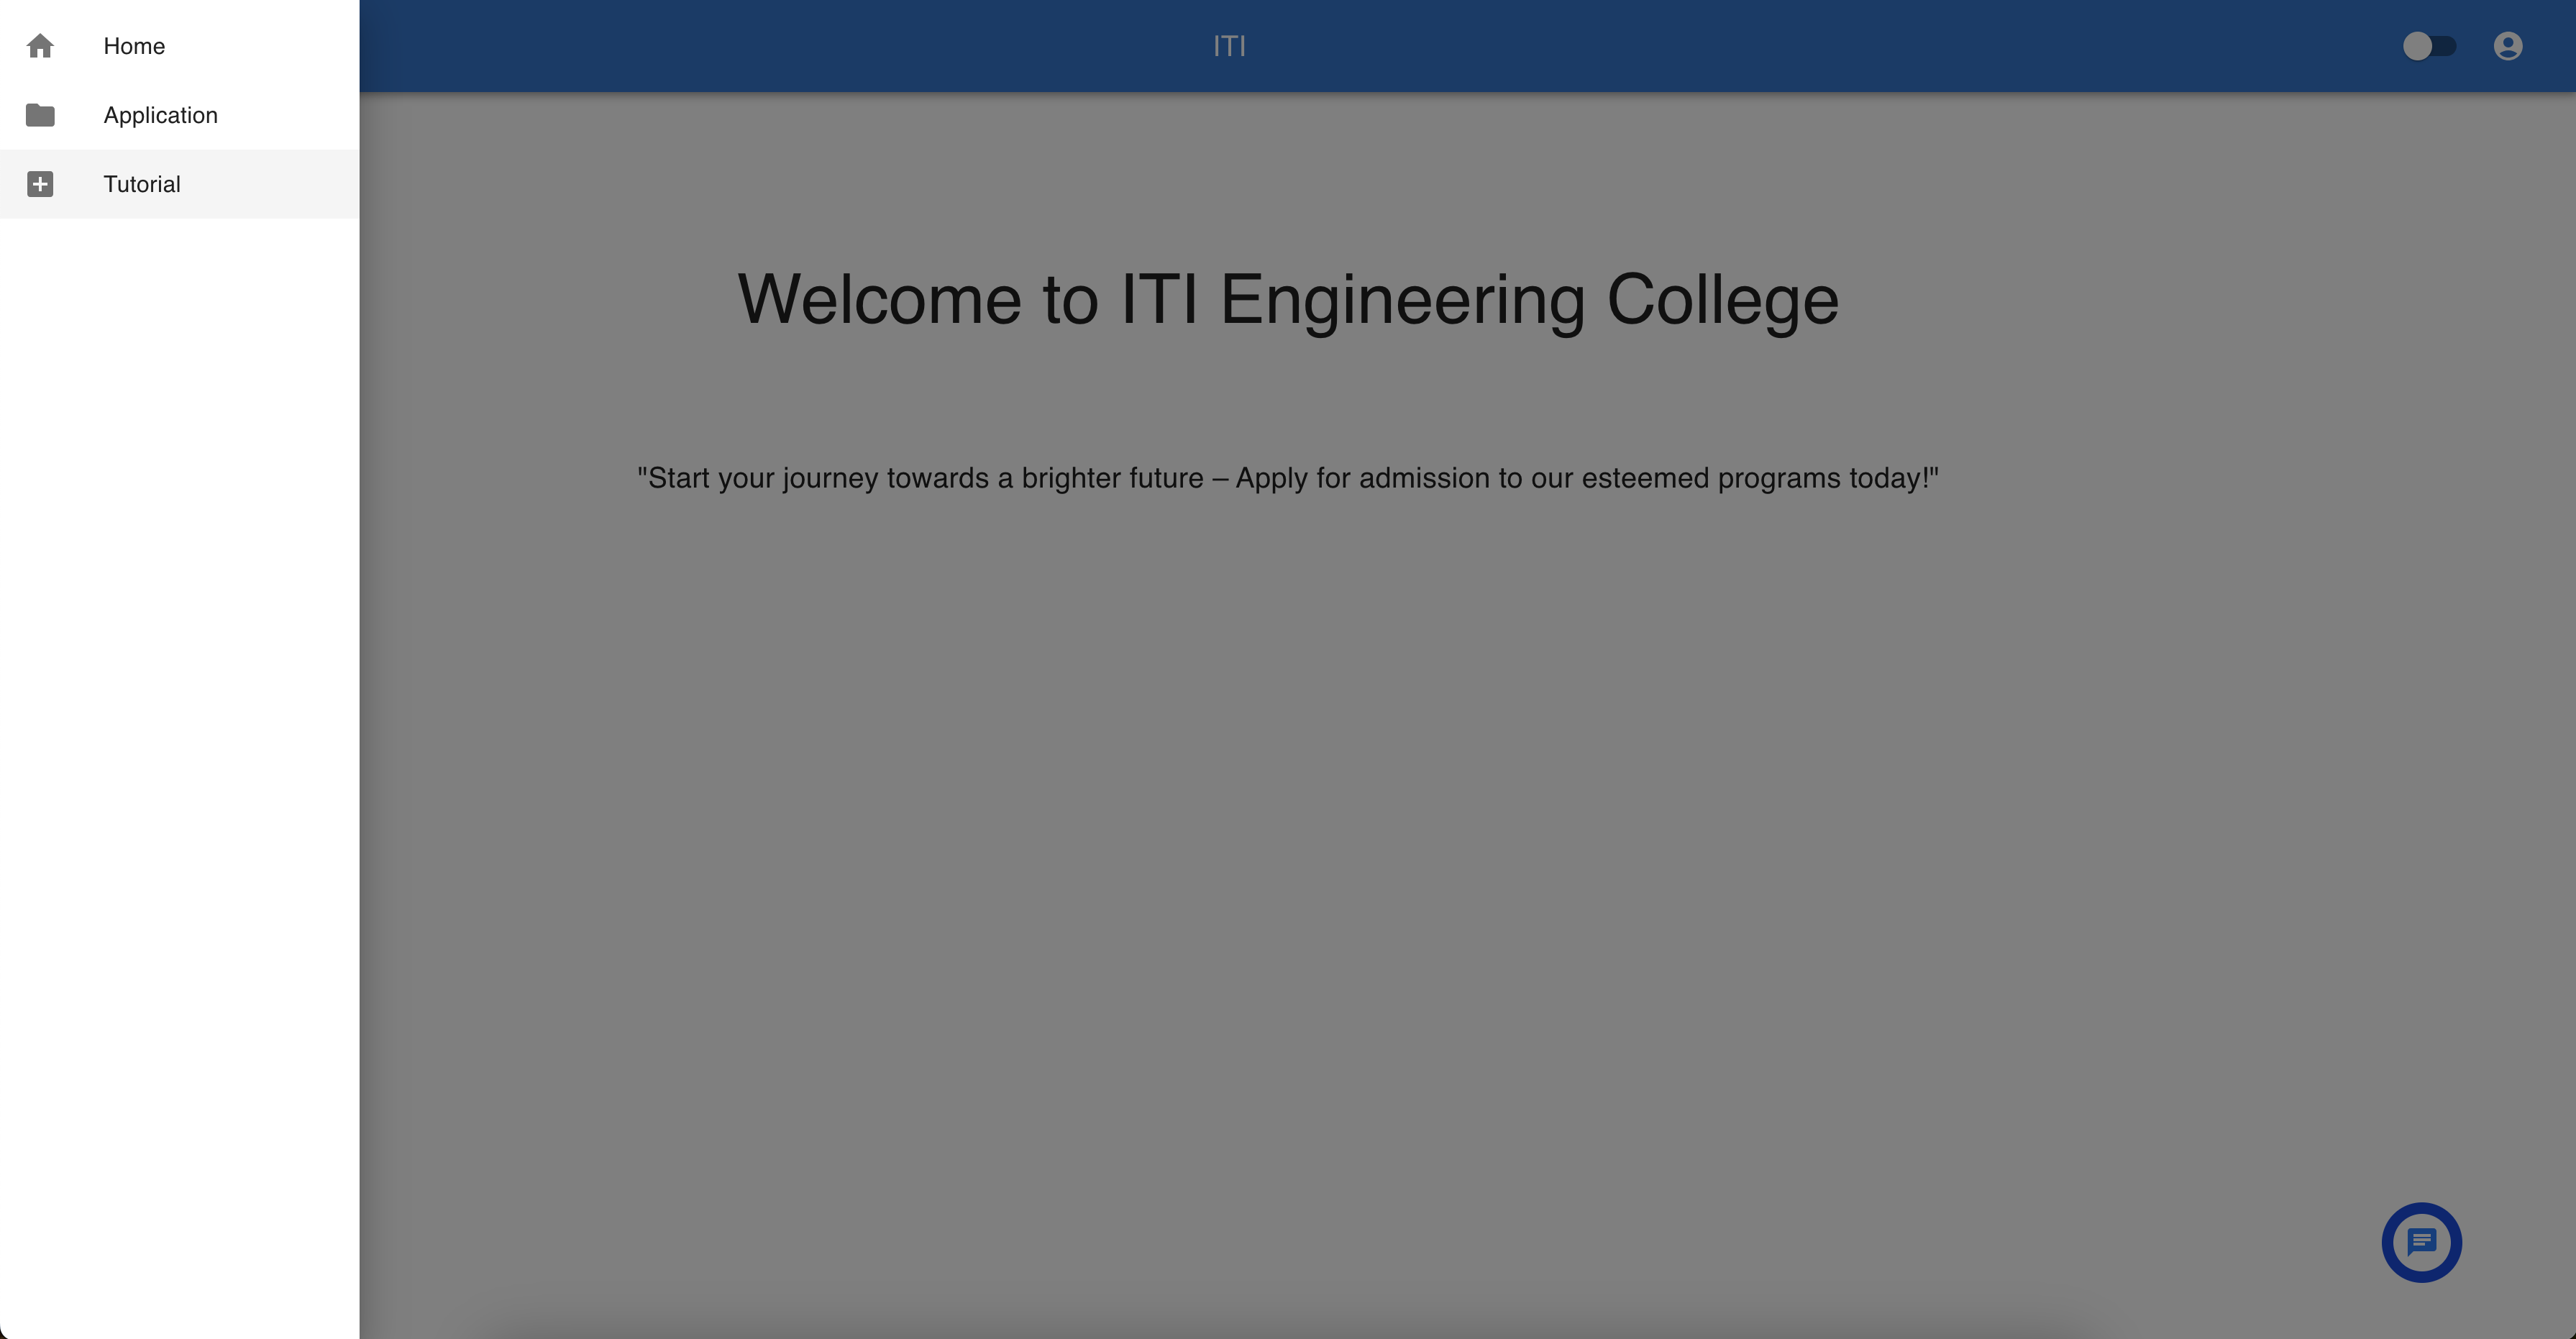 Home
Application
Tutorial
ITI
Welcome to ITI Engineering College
"Start your journey towards a brighter future – Apply for admission to our esteemed programs today!"